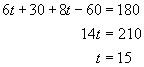 6t + 30 + 8t − 60 = 180
14t = 210
t = 15